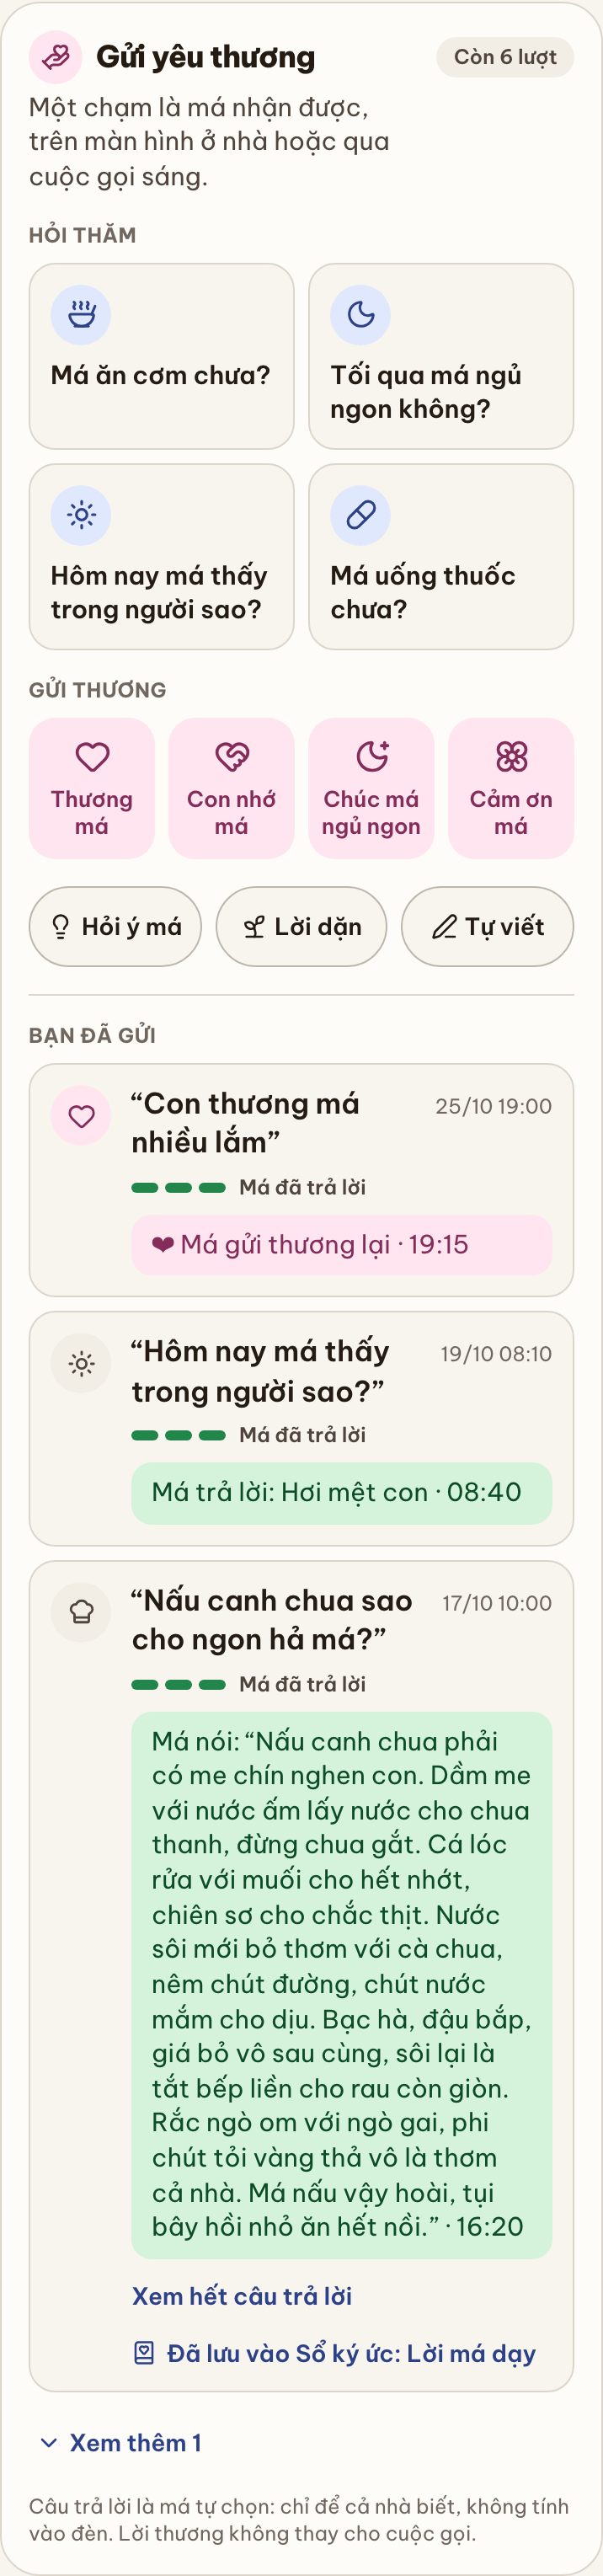 Gửi yêu thương
Còn 6 lượt
Một chạm là má nhận được,
trên màn hình ở nhà hoặc qua
cuộc gọi sáng.
HỎI THĂM
Má ăn cơm chưa?
Tối qua má ngủ
ngon không?
Hôm nay má thấy
trong người sao?
Má uống thuốc
chưa?
GỬI THƯƠNG
Thương
má
Con nhớ
má
Chúc má
ngủ ngon
Cảm ơn
má
Hỏi ý má
Lời dặn
Tự viết
BẠN ĐÃ GỬI
“Con thương má
nhiều lắm”
25/10 19:00
Má đã trả lời
❤ Má gửi thương lại · 19:15
“Hôm nay má thấy
trong người sao?”
19/10 08:10
Má đã trả lời
Má trả lời: Hơi mệt con · 08:40
“Nấu canh chua sao
cho ngon hả má?”
17/10 10:00
Má đã trả lời
Má nói: “Nấu canh chua phải
có me chín nghen con. Dầm me
với nước ấm lấy nước cho chua
thanh, đừng chua gắt. Cá lóc
rửa với muối cho hết nhớt,
chiên sơ cho chắc thịt. Nước
sôi mới bỏ thơm với cà chua,
nêm chút đường, chút nước
mắm cho dịu. Bạc hà, đậu bắp,
giá bỏ vô sau cùng, sôi lại là
tắt bếp liền cho rau còn giòn.
Rắc ngò om với ngò gai, phi
chút tỏi vàng thả vô là thơm
cả nhà. Má nấu vậy hoài, tụi
bây hồi nhỏ ăn hết nồi.” · 16:20
Xem hết câu trả lời
Đã lưu vào Sổ ký ức: Lời má dạy
Xem thêm 1
Câu trả lời là má tự chọn: chỉ để cả nhà biết, không tính
vào đèn. Lời thương không thay cho cuộc gọi.